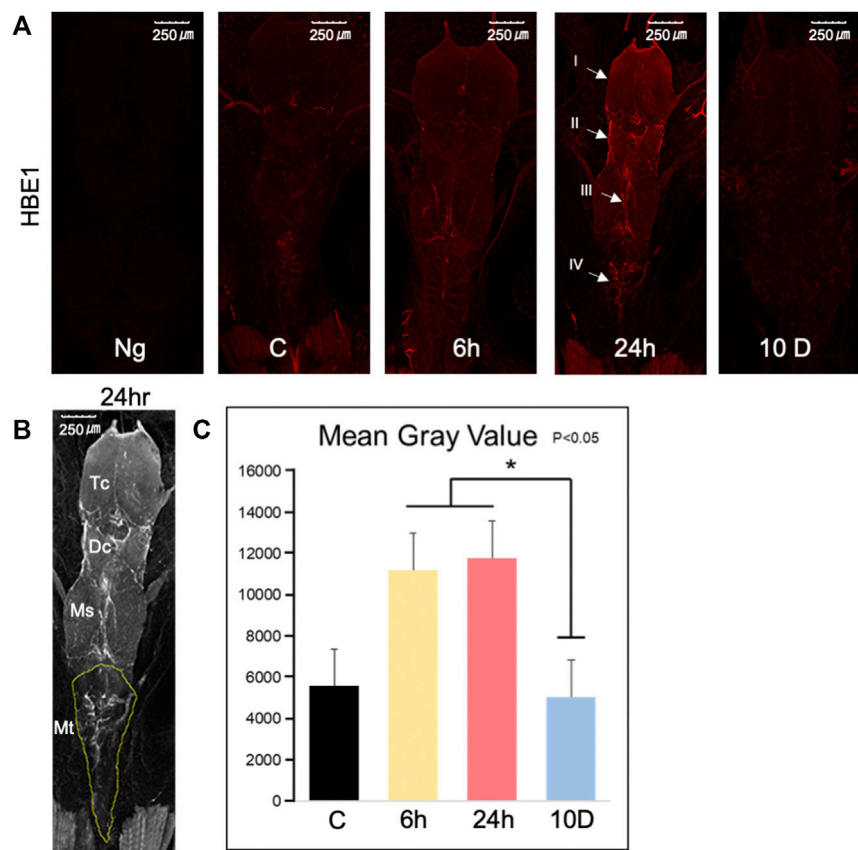 A
250 μm
250 μm
250 μm
250 μm
250 μm
HBE1
I
II
III
IV
Ng
C
6h
24h
10 D
B
24hr
250 μm
Tc
Dc
Ms
Mt
C
Mean Gray Value P<0.05
*
16000
14000
12000
10000
8000
6000
4000
2000
0
C
6h
24h
10D